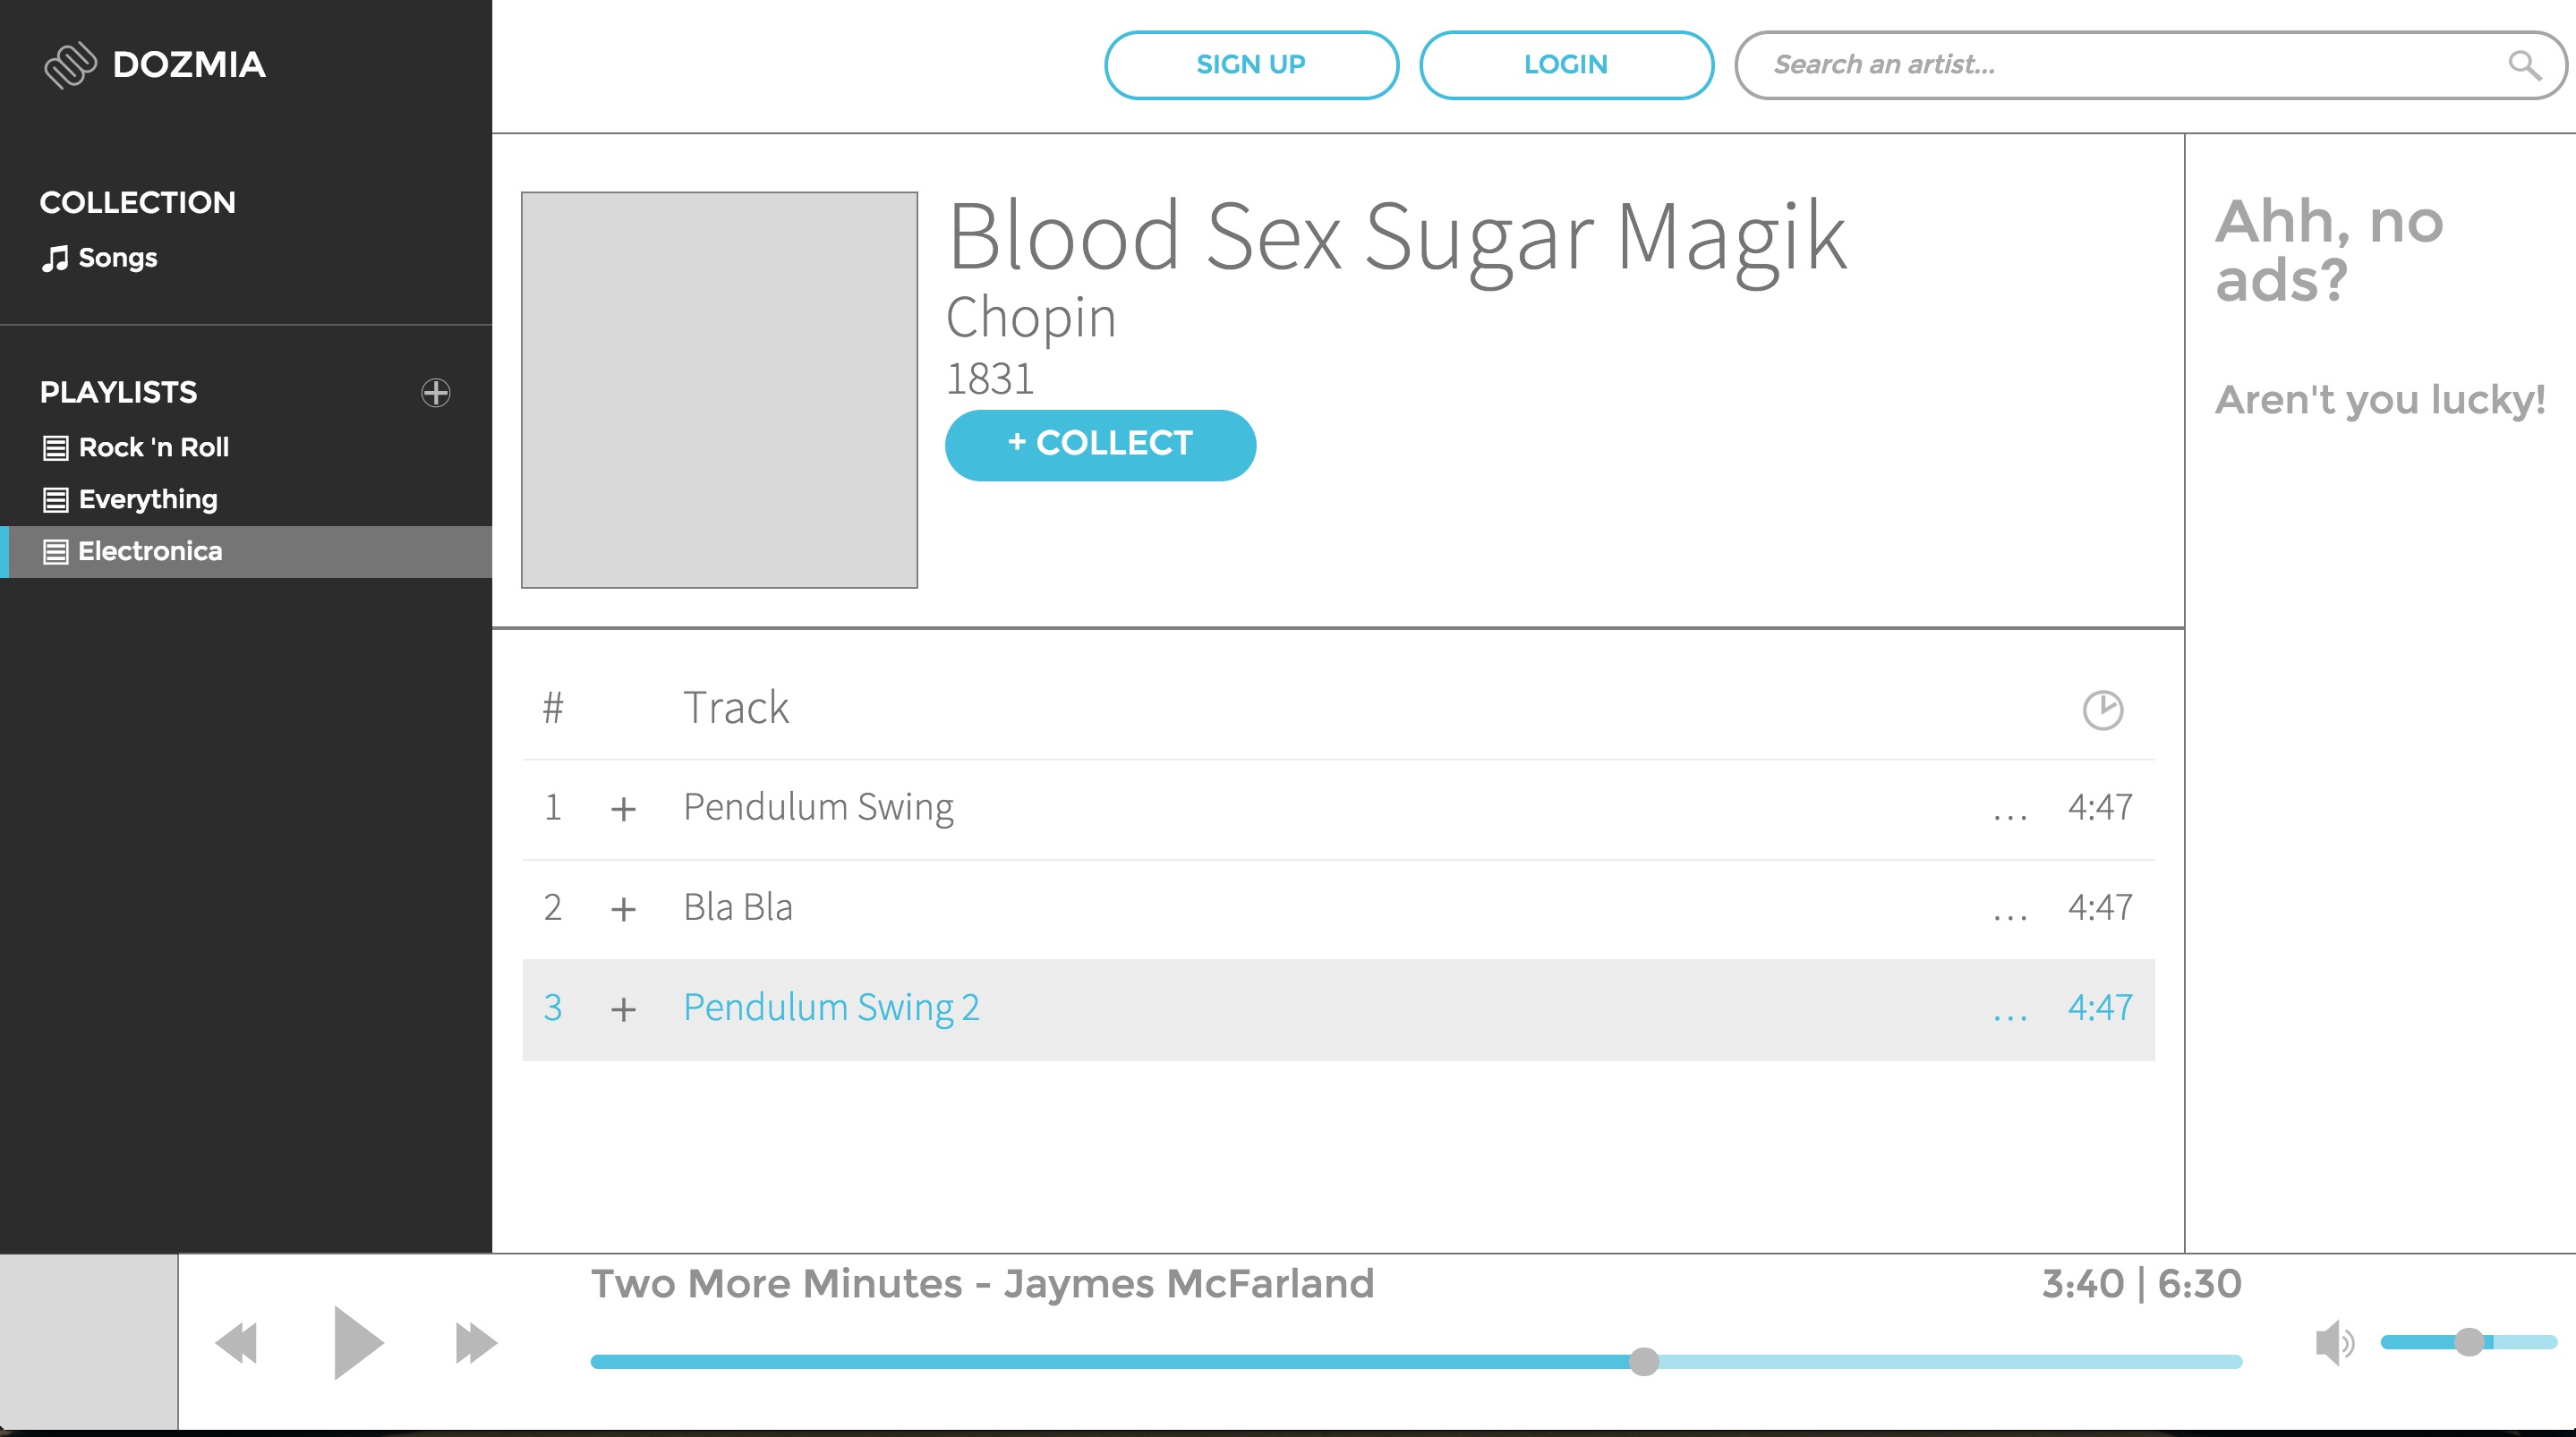 DOZMIA
SIGN UP
LOGIN
Search an artist...
COLLECTION
Songs
PLAYLISTS
Rock 'n Roll
Everything
Electronica
Blood Sex Sugar Magik
Chopin
1831
+ COLLECT
Ahh, no
ads?
Aren't you lucky!
# Track
1 + Pendulum Swing ... 4:47
2 + Bla Bla ... 4:47
3 + Pendulum Swing 2 ... 4:47
Two More Minutes - Jaymes McFarland
3:40 | 6:30